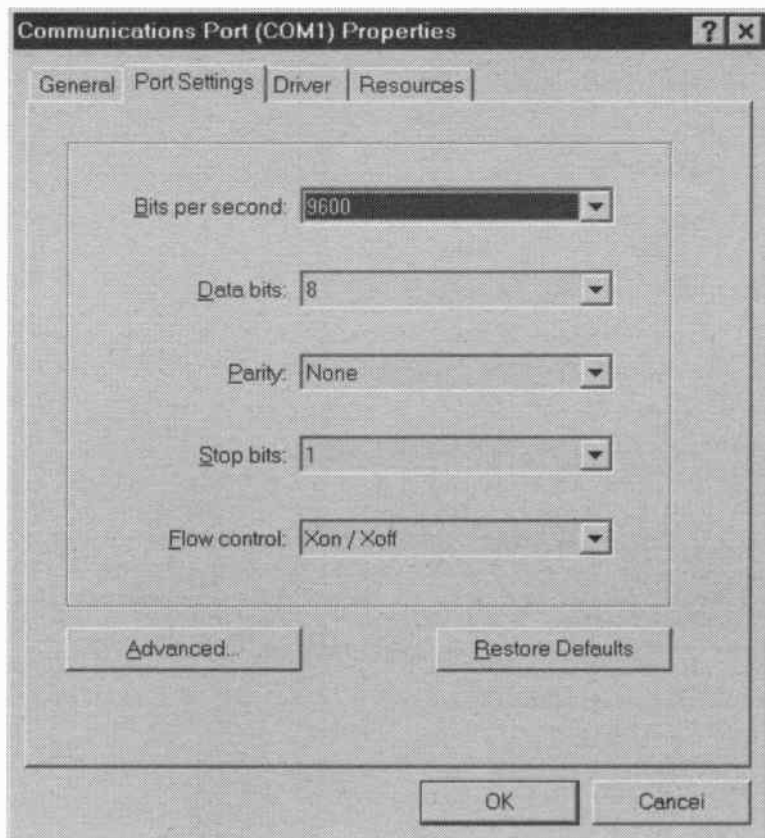 Communications Port (COM1) Properties ? ×
General Port Settings Driver Resources
Bits per second: 9600
Data bits: 8
Parity: None
Stop bits: 1
Flow control: Xon / Xoff
Advanced... Restore Defaults
OK Cancel